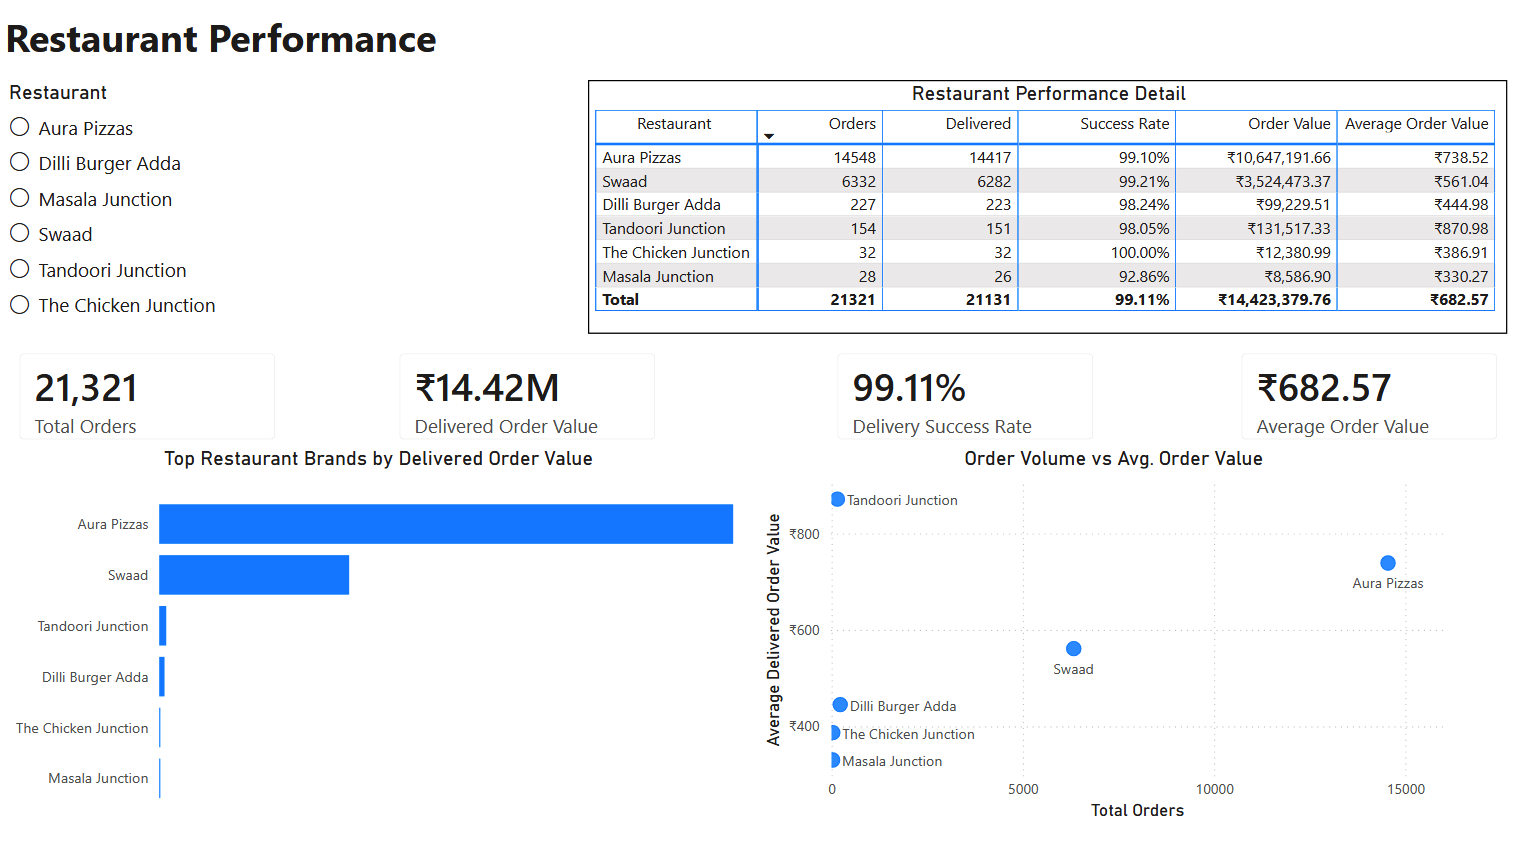 Restaurant Performance
Restaurant
Aura Pizzas
Dilli Burger Adda
Masala Junction
Swaad
Tandoori Junction
The Chicken Junction
Restaurant Performance Detail
Restaurant Orders Delivered Success Rate Order Value Average Order Value
Aura Pizzas 14548 14417 99.10% ₹10,647,191.66 ₹738.52
Swaad 6332 6282 99.21% ₹3,524,473.37 ₹561.04
Dilli Burger Adda 227 223 98.24% ₹99,229.51 ₹444.98
Tandoori Junction 154 151 98.05% ₹131,517.33 ₹870.98
The Chicken Junction 32 32 100.00% ₹12,380.99 ₹386.91
Masala Junction 28 26 92.86% ₹8,586.90 ₹330.27
Total 21321 21131 99.11% ₹14,423,379.76 ₹682.57
21,321
Total Orders
₹14.42M
Delivered Order Value
99.11%
Delivery Success Rate
₹682.57
Average Order Value
Top Restaurant Brands by Delivered Order Value
Aura Pizzas
Swaad
Tandoori Junction
Dilli Burger Adda
The Chicken Junction
Masala Junction
Order Volume vs Avg. Order Value
Average Delivered Order Value
₹800
₹600
₹400
Tandoori Junction
Aura Pizzas
Swaad
Dilli Burger Adda
The Chicken Junction
Masala Junction
0 5000 10000 15000
Total Orders